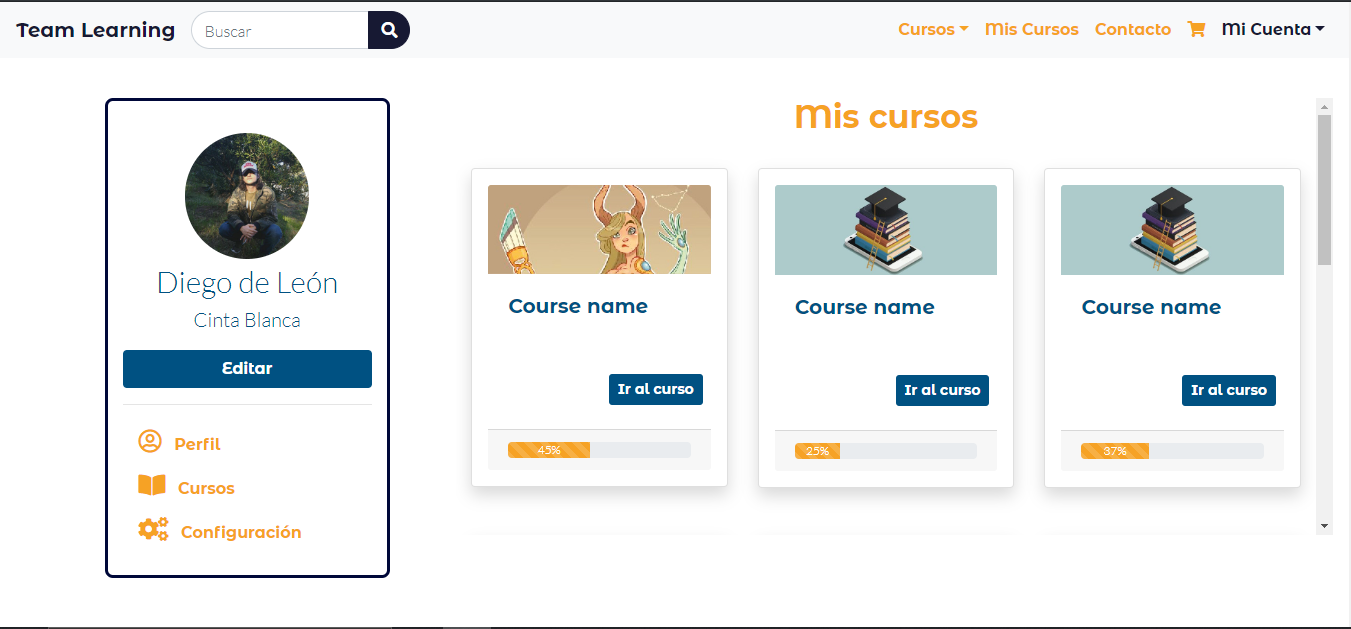 Team Learning
Buscar
Cursos
Mis Cursos
Contacto
Mi Cuenta
Diego de León
Cinta Blanca
Editar
Perfil
Cursos
Configuración
Mis cursos
Course name
Ir al curso
45%
Course name
Ir al curso
25%
Course name
Ir al curso
37%